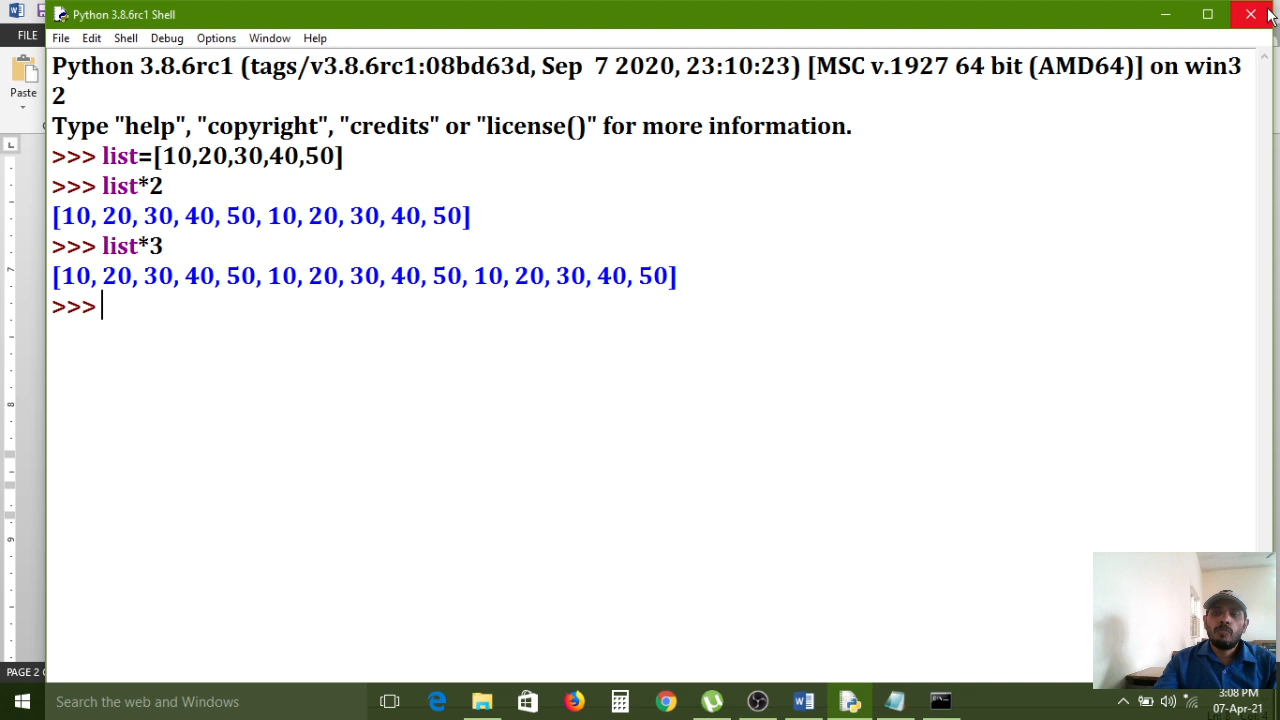 Python 3.8.6rc1 Shell
FILE
File Edit Shell Debug Options Window Help
Paste
Python 3.8.6rc1 (tags/v3.8.6rc1:08bd63d, Sep  7 2020, 23:10:23) [MSC v.1927 64 bit (AMD64)] on win3
2
Type "help", "copyright", "credits" or "license()" for more information.
>>> list=[10,20,30,40,50]
>>> list*2
[10, 20, 30, 40, 50, 10, 20, 30, 40, 50]
>>> list*3
[10, 20, 30, 40, 50, 10, 20, 30, 40, 50, 10, 20, 30, 40, 50]
>>>
7
8
9
PAGE 2
Search the web and Windows
3:08 PM
07-Apr-21